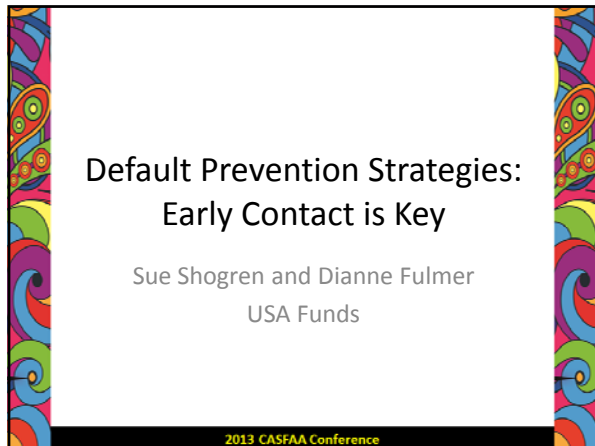 Default Prevention Strategies:
Early Contact is Key
Sue Shogren and Dianne Fulmer
USA Funds
2013 CASFAA Conference